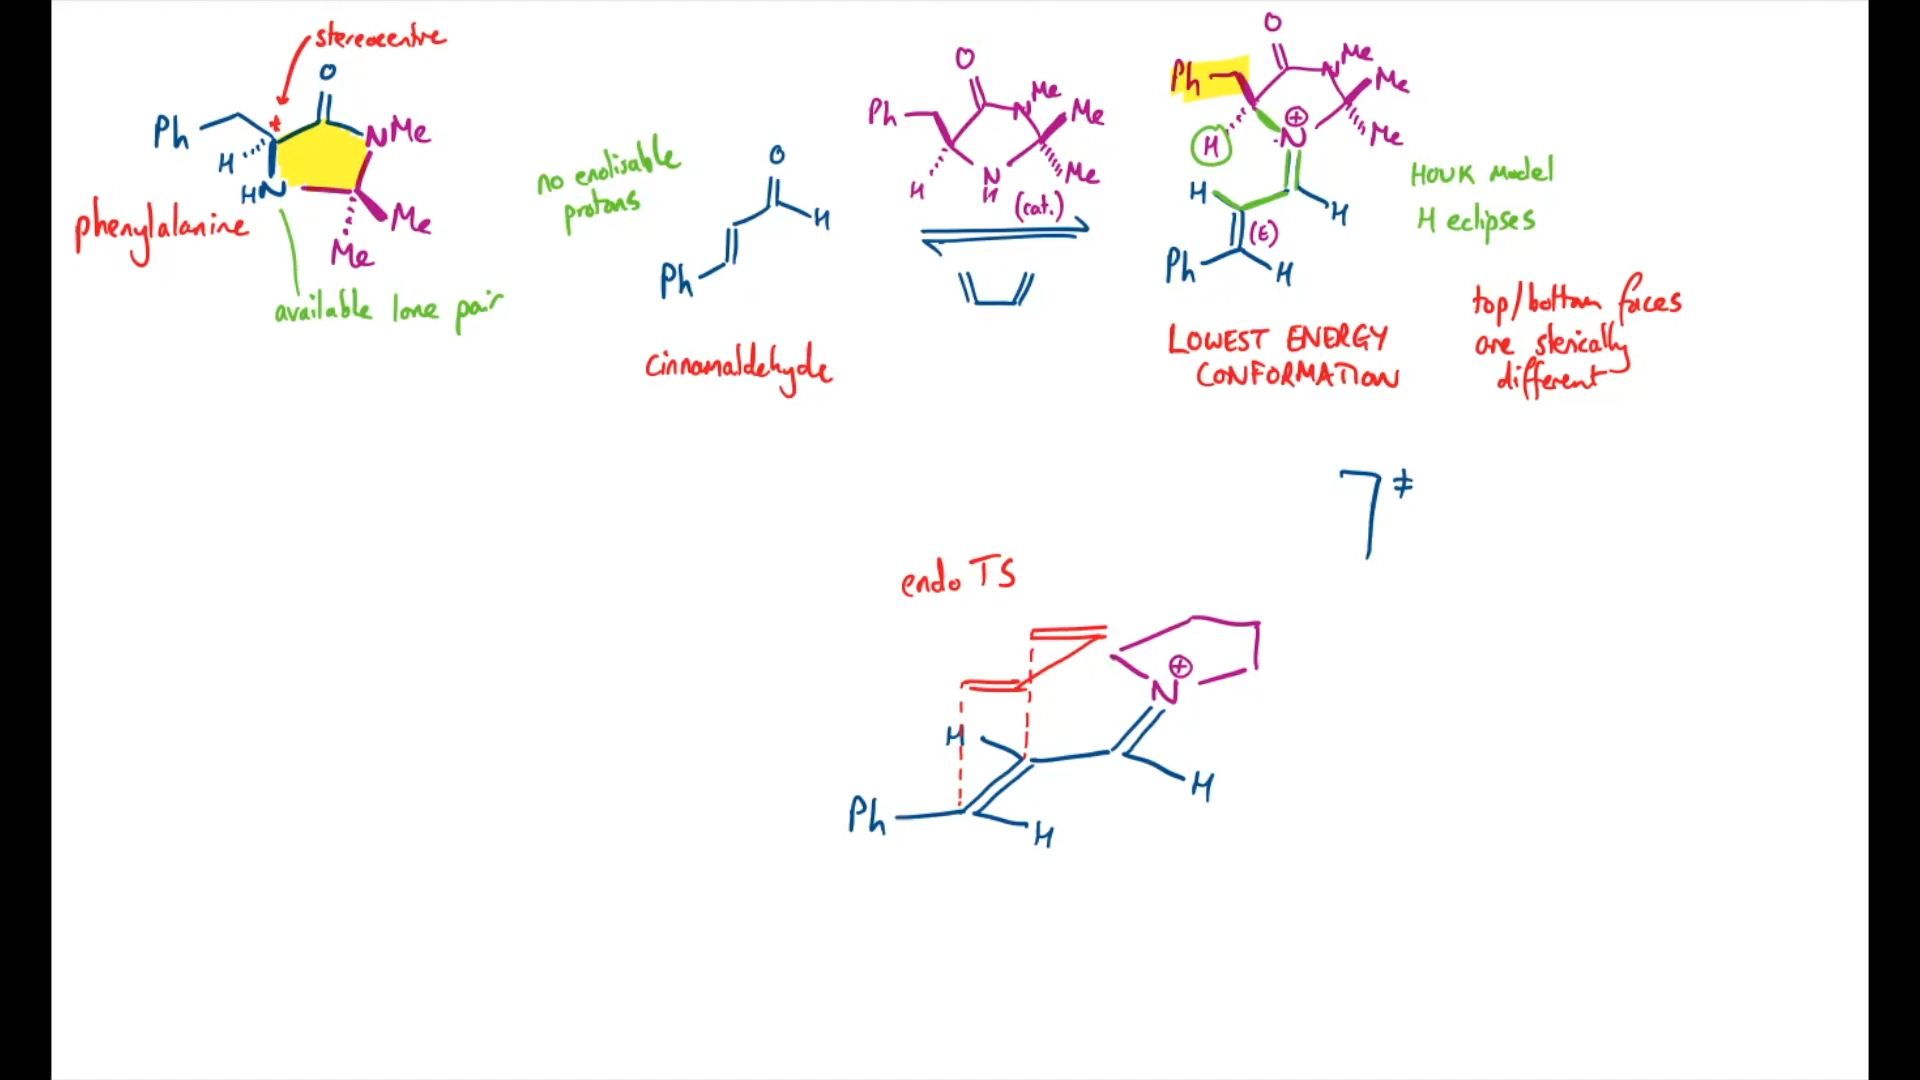 stereocentre
O
Ph
*
H
HN
NMe
Me
Me
phenylalanine
available lone pair
no enolisable
protons
O
H
Ph
cinnamaldehyde
O
Ph
N
Me
Me
Me
H
N
H
(cat.)
O
Ph
N
Me
Me
Me
H
⊕
N
H
H
(E)
Ph
H
HOUK Model
H eclipses
LOWEST ENERGY
CONFORMATION
top/bottom faces
are sterically
different
‡
endo TS
⊕
N
H
H
Ph
H